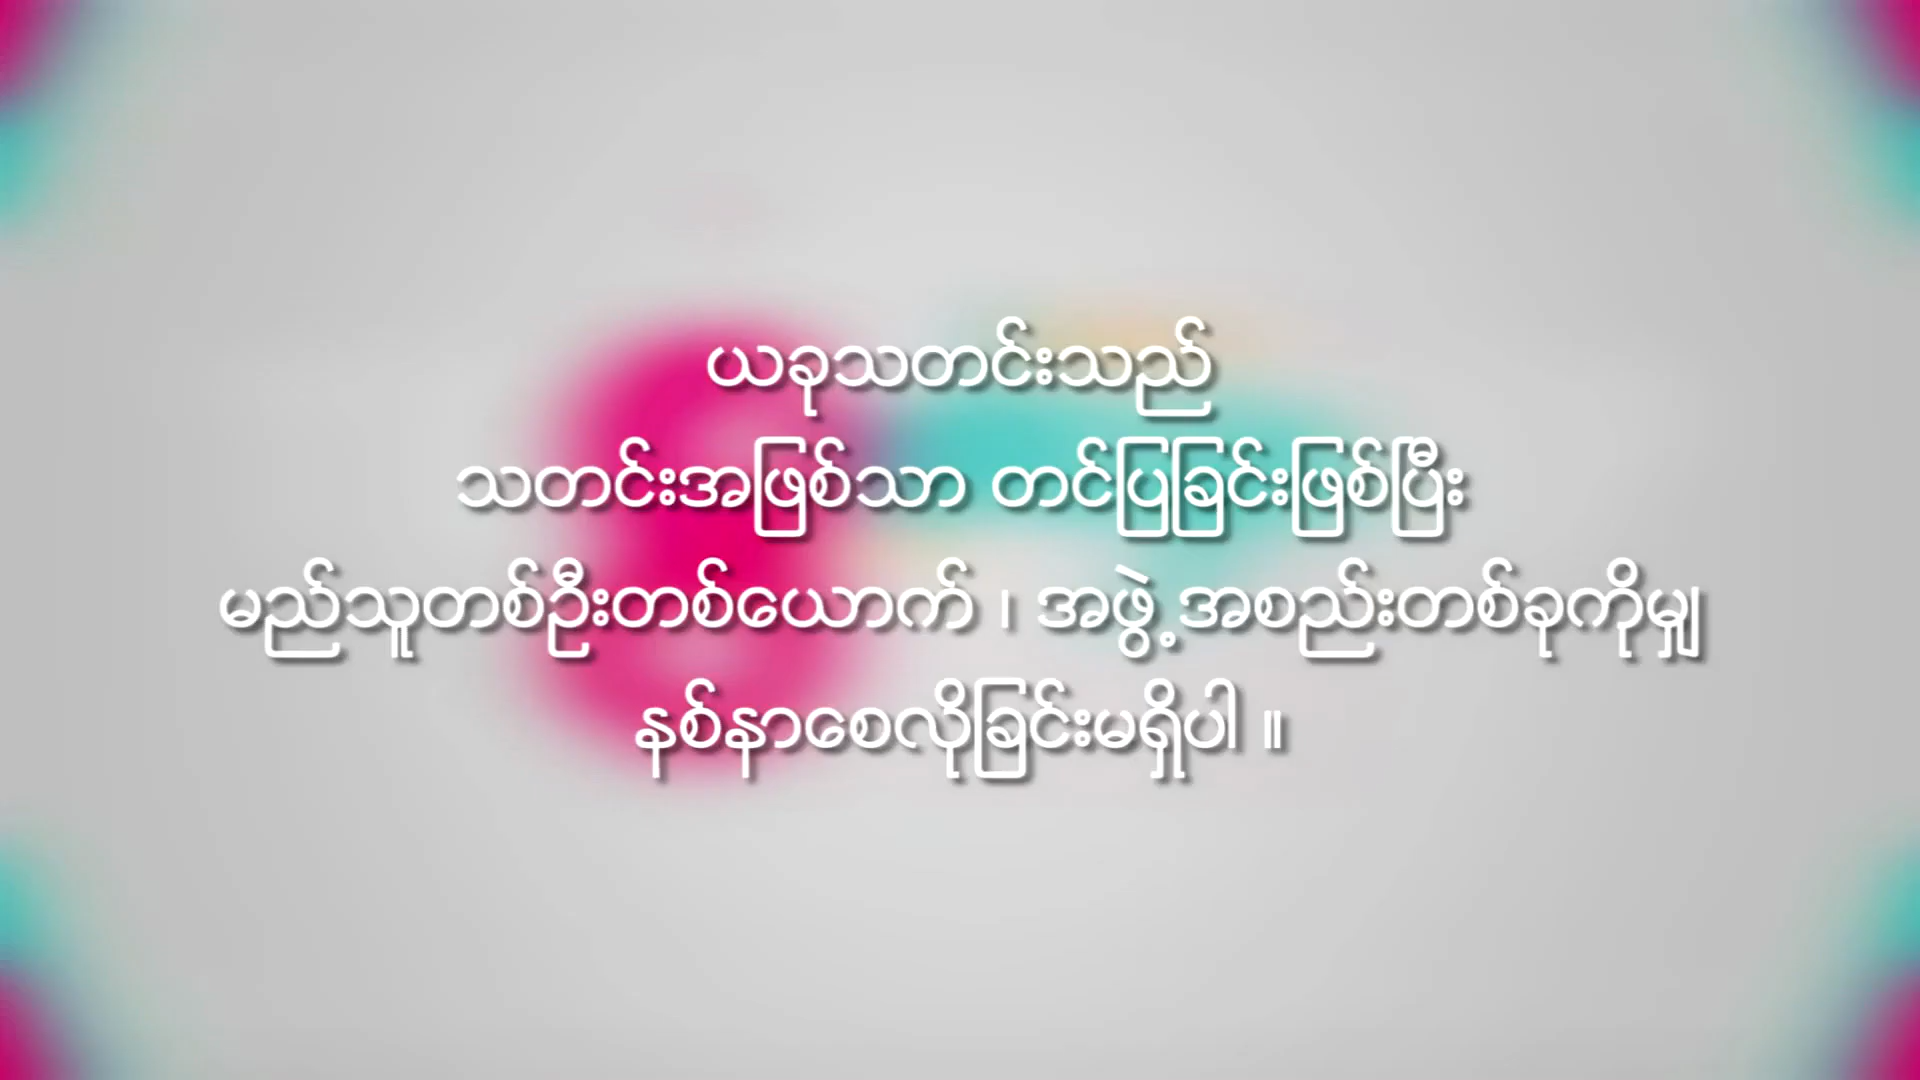 ယခုသတင်းသည်
သတင်းအဖြစ်သာ တင်ပြခြင်းဖြစ်ပြီး
မည်သူတစ်ဦးတစ်ယောက် ၊ အဖွဲ့အစည်းတစ်ခုကိုမျှ
နစ်နာစေလိုခြင်းမရှိပါ ။